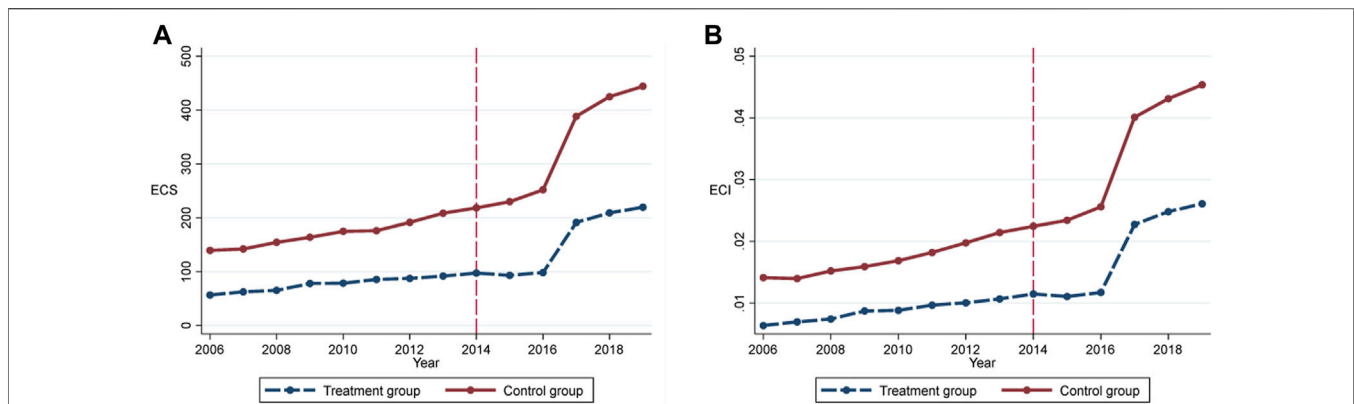 A
ECS
0
100
200
300
400
500
2006
2008
2010
2012
2014
2016
2018
Year
Treatment group
Control group
B
ECI
.01
.02
.03
.04
.05
2006
2008
2010
2012
2014
2016
2018
Year
Treatment group
Control group